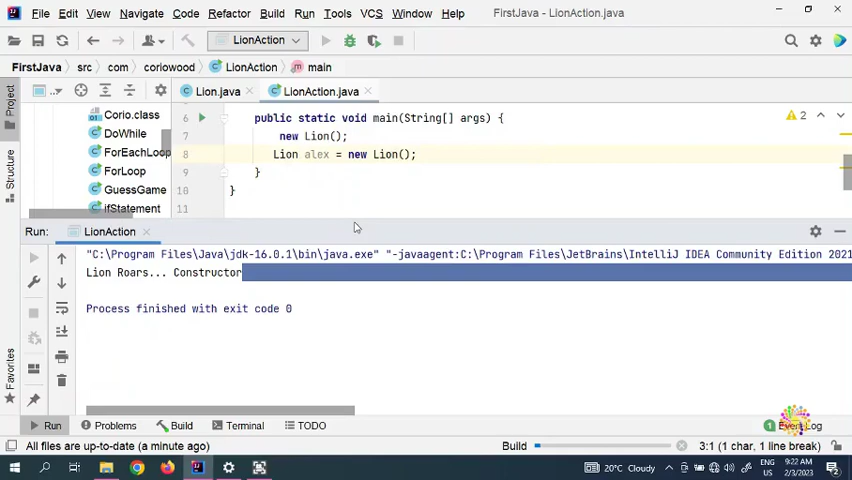 File Edit View Navigate Code Refactor Build Run Tools VCS Window Help FirstJava - LionAction.java
LionAction
FirstJava src com coriowood LionAction main
Project
Lion.java LionAction.java
Corio.class
DoWhile
ForEachLoop
ForLoop
GuessGame
ifStatement
Structure
2
6 public static void main(String[] args) {
7 new Lion();
8 Lion alex = new Lion();
9 }
10 }
11
Run: LionAction
"C:\Program Files\Java\jdk-16.0.1\bin\java.exe" "-javaagent:C:\Program Files\JetBrains\IntelliJ IDEA Community Edition 2021
Lion Roars... Constructor
Process finished with exit code 0
Favorites
Run Problems Build Terminal TODO 1 Event Log
All files are up-to-date (a minute ago) Build 3:1 (1 char, 1 line break)
20°C Cloudy ENG US 9:22 AM 2/3/2023 2